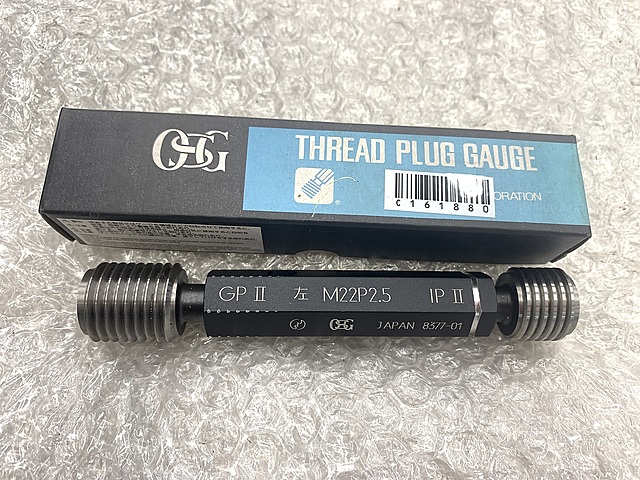 OSG
THREAD PLUG GAUGE
C161880
ORATION
GP II 左 M22P2.5 IP II
OSG JAPAN 8377-01